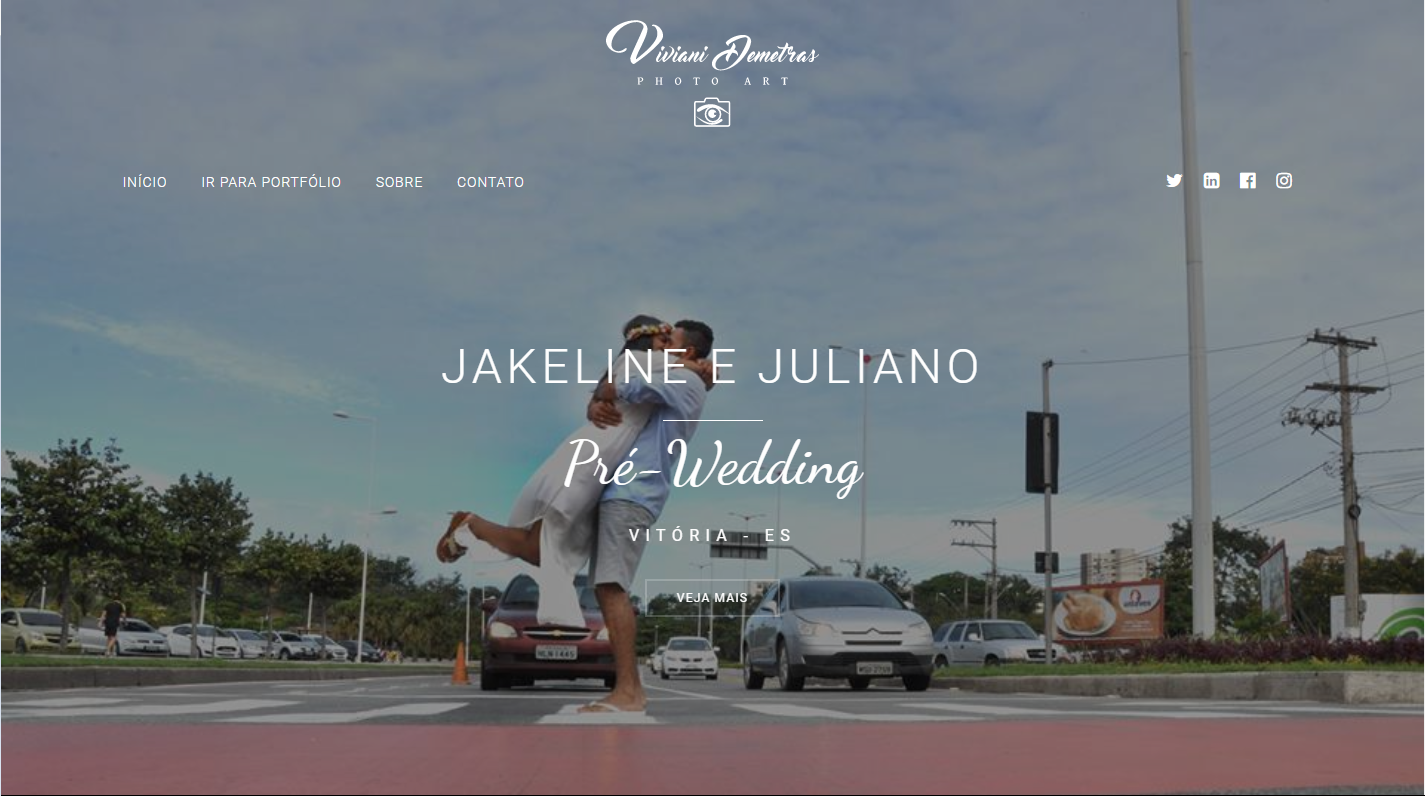 Viviani Demetras
PHOTO ART
INÍCIO
IR PARA PORTFÓLIO
SOBRE
CONTATO
JAKELINE E JULIANO
Pré-Wedding
VITÓRIA - ES
VEJA MAIS